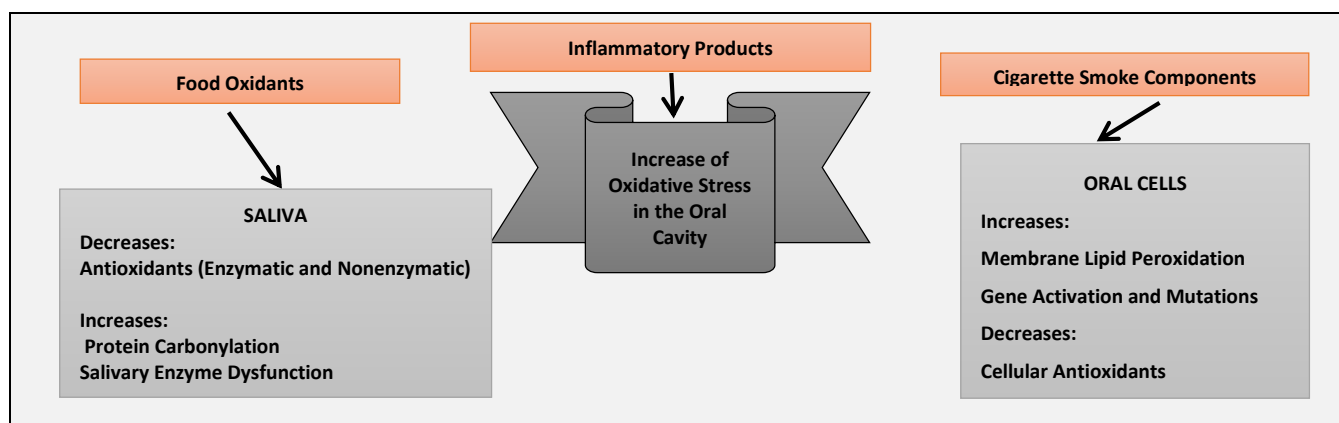 Inflammatory Products
Food Oxidants
Cigarette Smoke Components
Increase of
Oxidative Stress
in the Oral
Cavity
SALIVA
Decreases:
Antioxidants (Enzymatic and Nonenzymatic)
Increases:
Protein Carbonylation
Salivary Enzyme Dysfunction
ORAL CELLS
Increases:
Membrane Lipid Peroxidation
Gene Activation and Mutations
Decreases:
Cellular Antioxidants